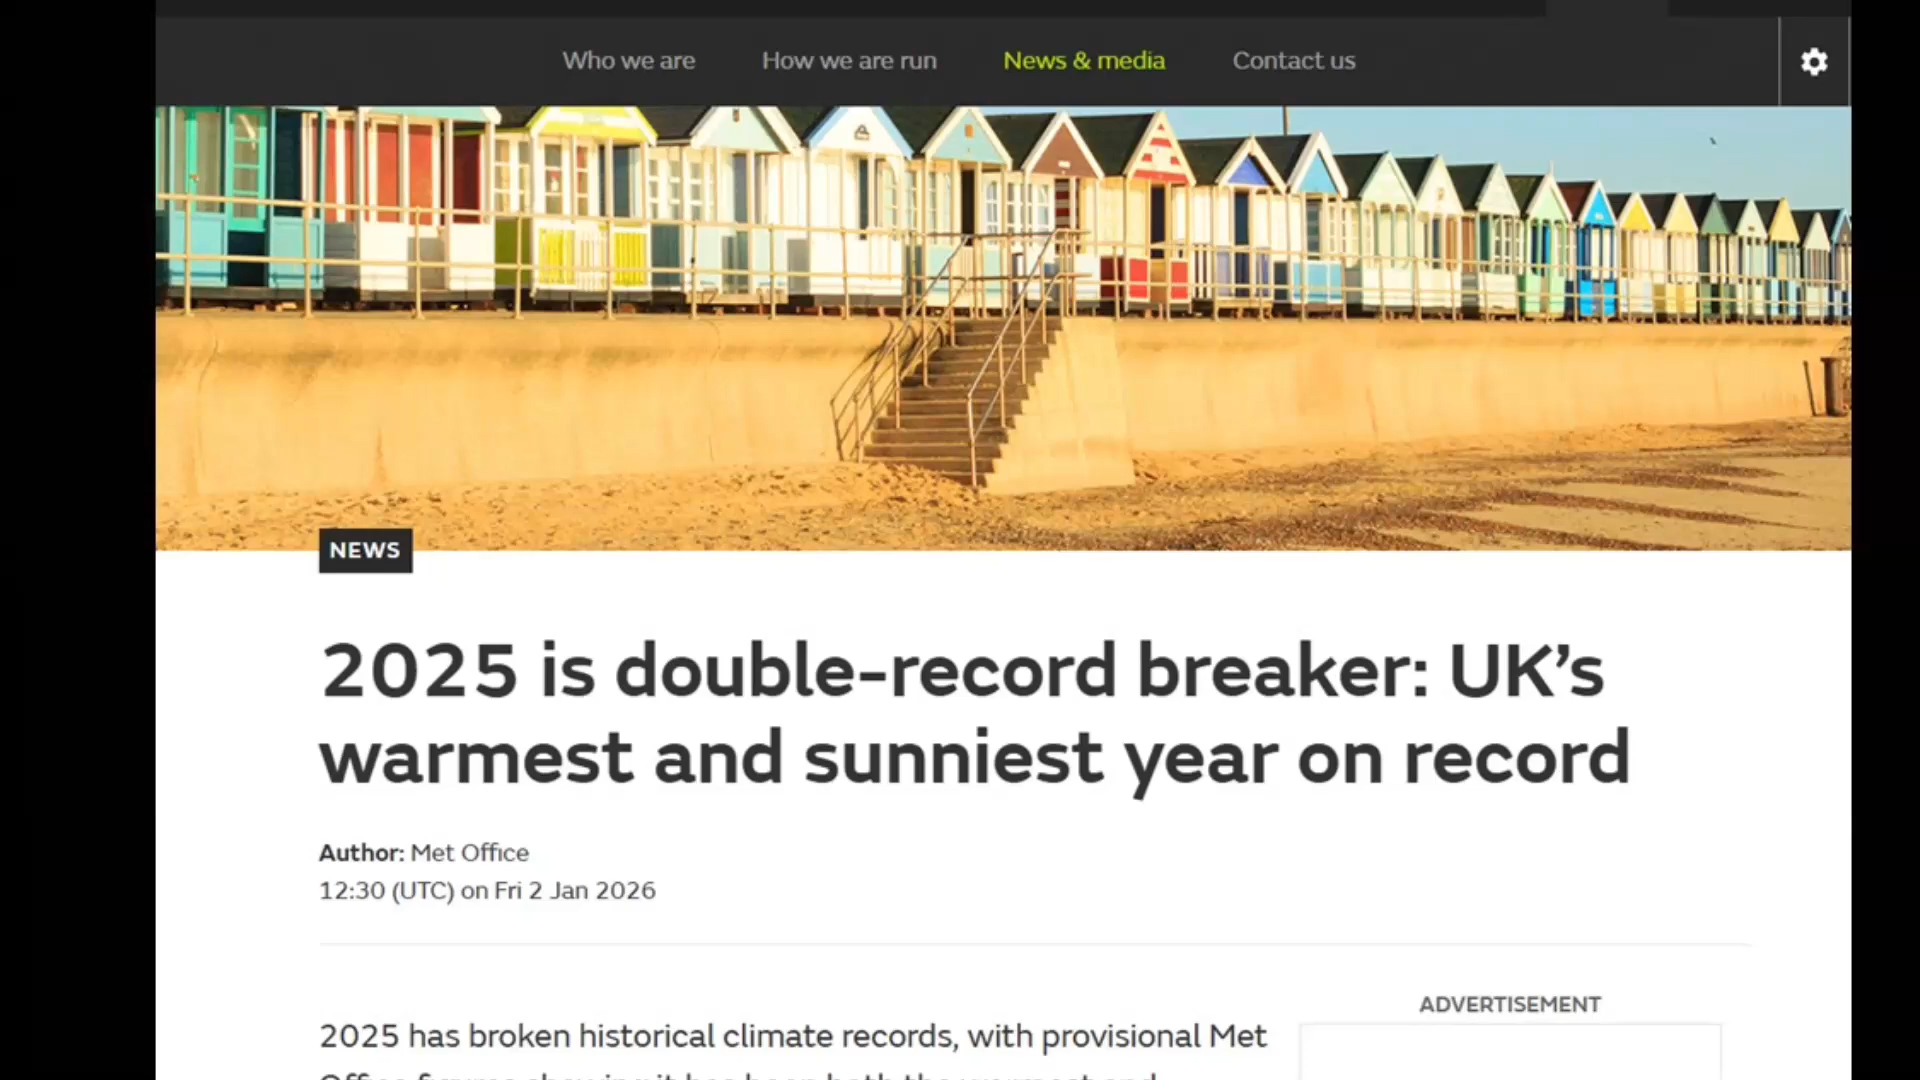 Who we are
How we are run
News & media
Contact us
NEWS
2025 is double-record breaker: UK’s
warmest and sunniest year on record
Author: Met Office
12:30 (UTC) on Fri 2 Jan 2026
ADVERTISEMENT
2025 has broken historical climate records, with provisional Met